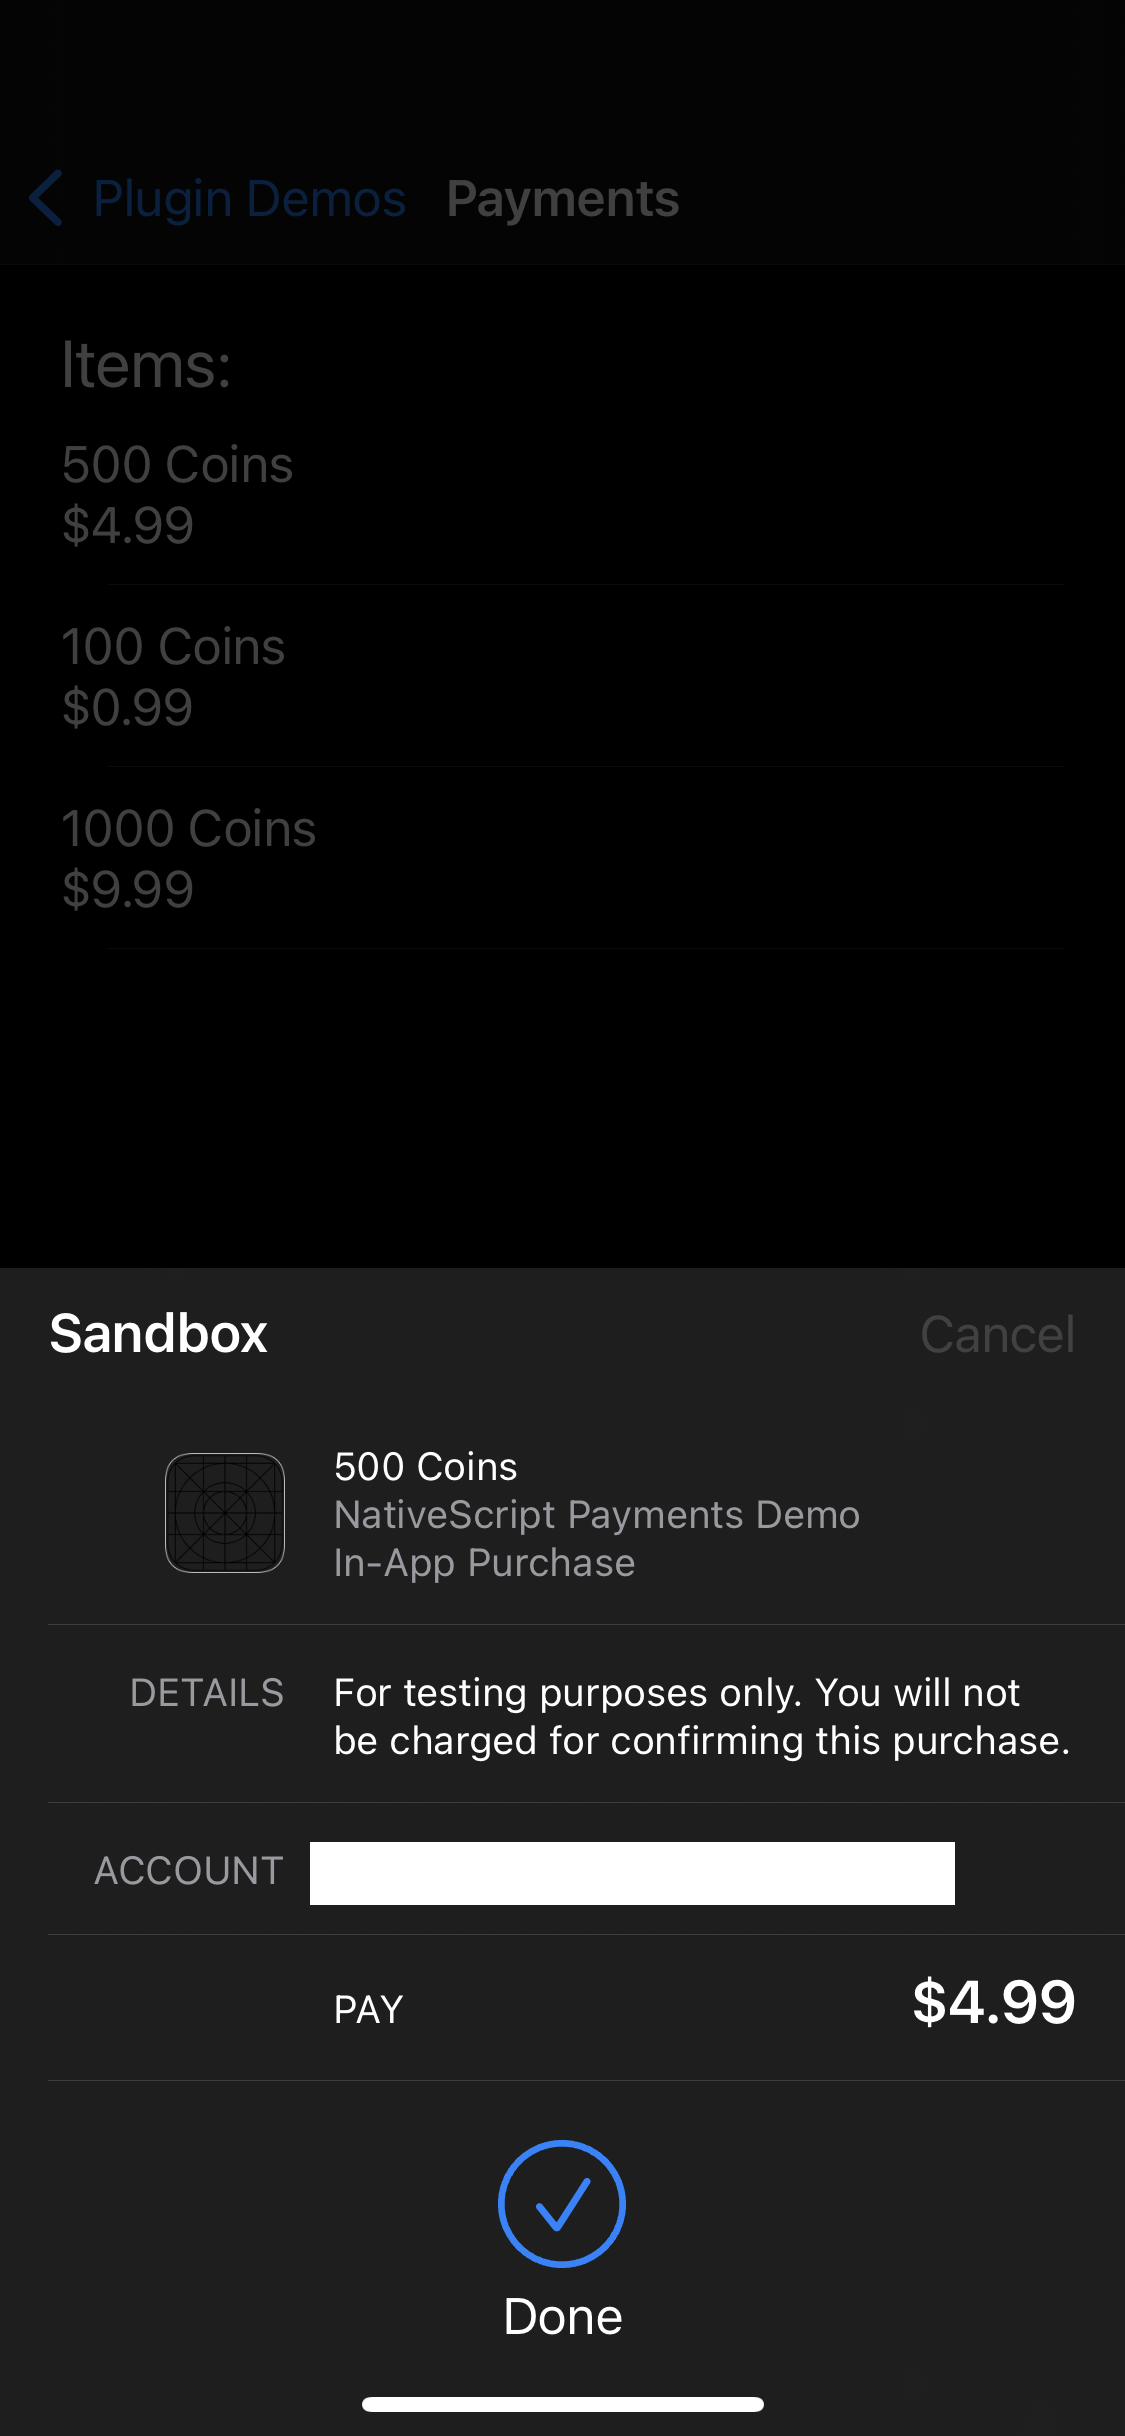 Plugin Demos Payments
Items:
500 Coins
$4.99
100 Coins
$0.99
1000 Coins
$9.99
Sandbox Cancel
500 Coins
NativeScript Payments Demo
In-App Purchase
DETAILS For testing purposes only. You will not
be charged for confirming this purchase.
ACCOUNT
PAY $4.99
Done